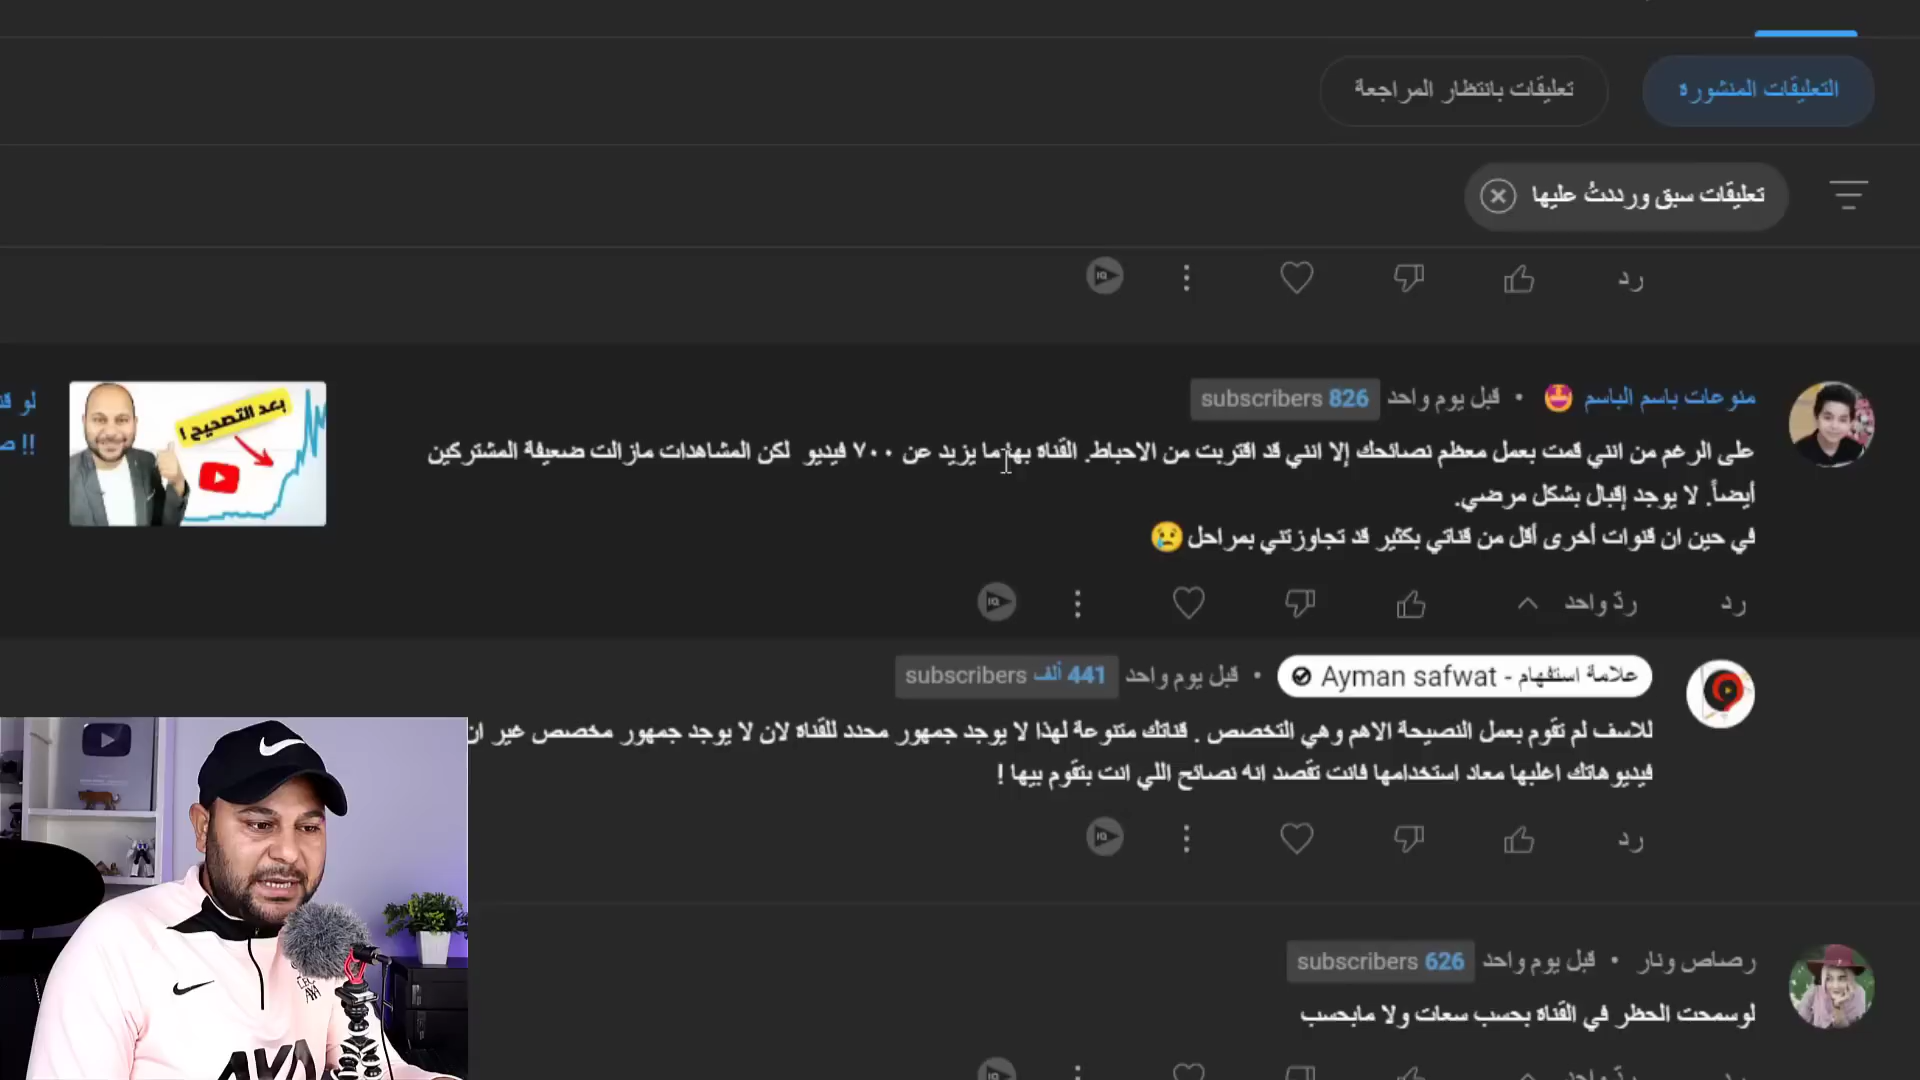 التعليقات المنشورة
تعليقات بانتظار المراجعة
تعليقات سبق ورددتُ عليها
رد
منوعات باسم الباسم 🤩 • قبل يوم واحد 826 subscribers
على الرغم من انني قمت بعمل معظم نصائحك إلا انني قد اقتربت من الاحباط. القناه بها ما يزيد عن ٧٠٠ فيديو لكن المشاهدات مازالت ضعيفة المشتركين
أيضاً. لا يوجد إقبال بشكل مرضي.
في حين ان قنوات أخرى أقل من قناتي بكثير قد تجاوزتني بمراحل 😢
بعد التصحيح !
رد
ردّ واحد
علامة استفهام - Ayman safwat • قبل يوم واحد 441 ألف subscribers
للاسف لم تقوم بعمل النصيحة الاهم وهي التخصص . قناتك متنوعة لهذا لا يوجد جمهور محدد للقناه لان لا يوجد جمهور مخصص غير ان
فيديوهاتك اغلبها معاد استخدامها فانت تقصد انه نصائح اللي انت بتقوم بيها !
رد
رصاص ونار • قبل يوم واحد 626 subscribers
لوسمحت الحظر في القناة بحسب سعات ولا مابحسب